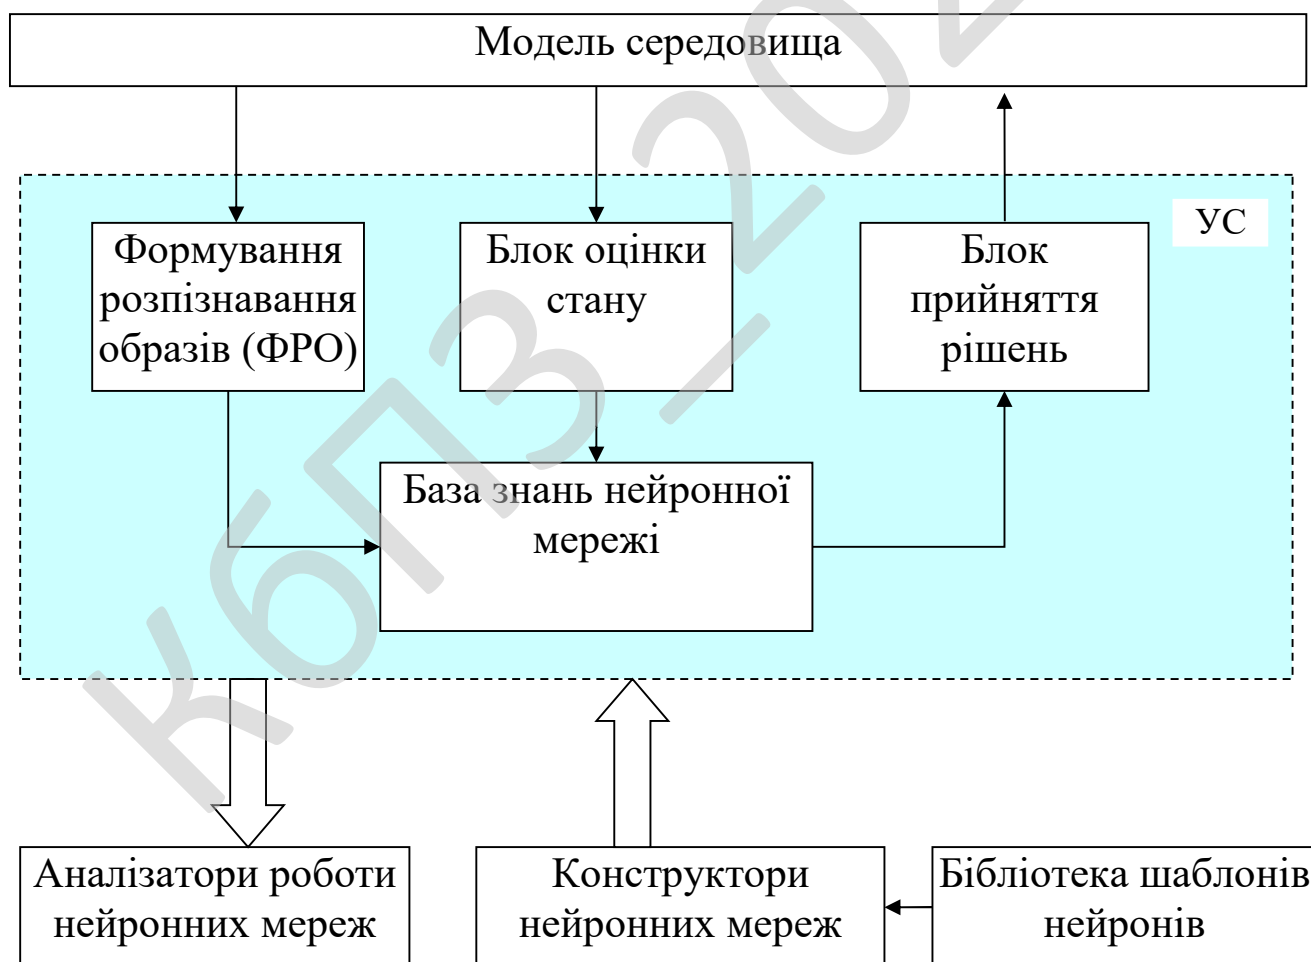 Модель середовища
УС
Формування
розпізнавання
образів (ФРО)
Блок оцінки
стану
Блок
прийняття
рішень
База знань нейронної
мережі
Аналізатори роботи
нейронних мереж
Конструктори
нейронних мереж
Бібліотека шаблонів
нейронів
КбПЗ_202